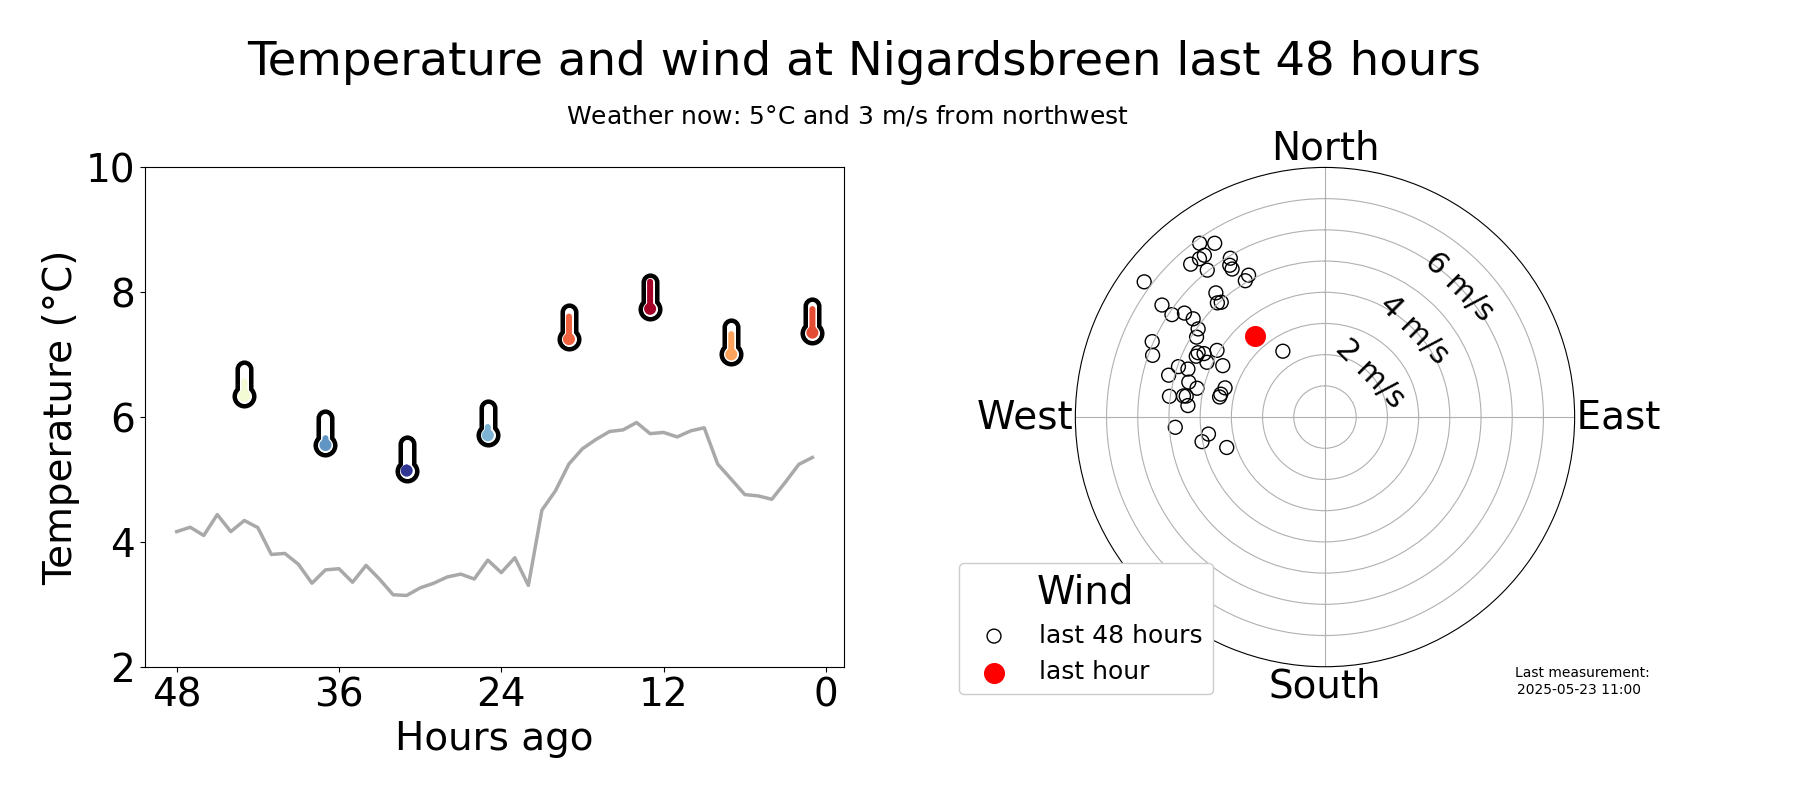 Temperature and wind at Nigardsbreen last 48 hours
Weather now: 5°C and 3 m/s from northwest
Temperature (°C)
10
8
6
4
2
48 36 24 12 0
Hours ago
North
West
East
South
6 m/s
4 m/s
2 m/s
Wind
last 48 hours
last hour
Last measurement:
2025-05-23 11:00